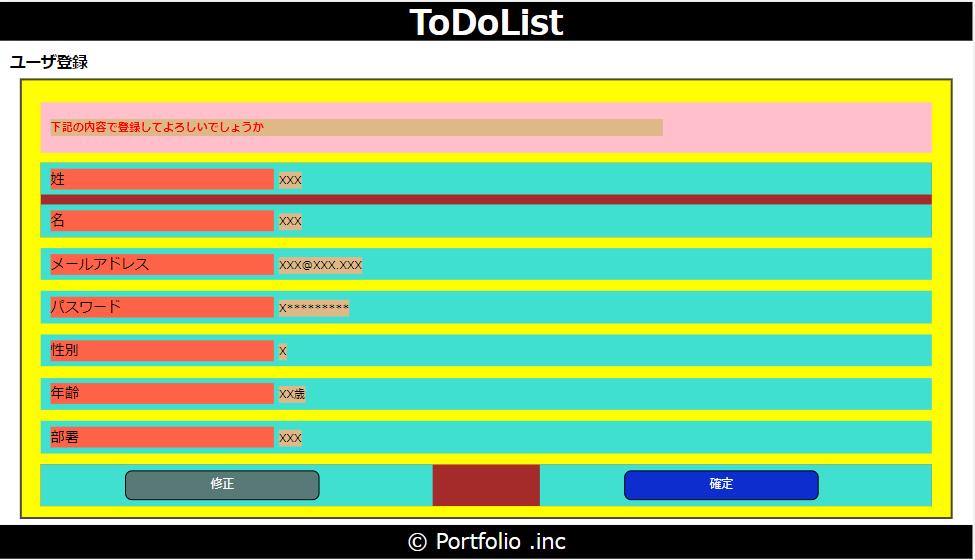 ToDoList
ユーザ登録
下記の内容で登録してよろしいでしょうか
姓 XXX
名 XXX
メールアドレス XXX@XXX.XXX
パスワード X*********
性別 X
年齢 XX歳
部署 XXX
修正 確定
© Portfolio .inc